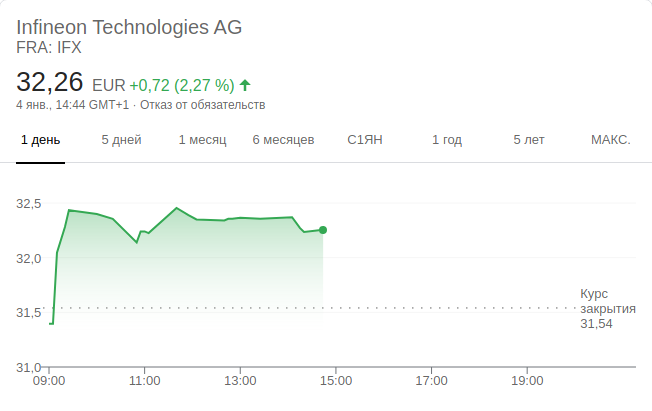 Infineon Technologies AG
FRA: IFX
32,26 EUR +0,72 (2,27 %)
4 янв., 14:44 GMT+1 · Отказ от обязательств
1 день 5 дней 1 месяц 6 месяцев С1ЯН 1 год 5 лет МАКС.
32,5
32,0
31,5
31,0
Курс
закрытия
31,54
09:00 11:00 13:00 15:00 17:00 19:00